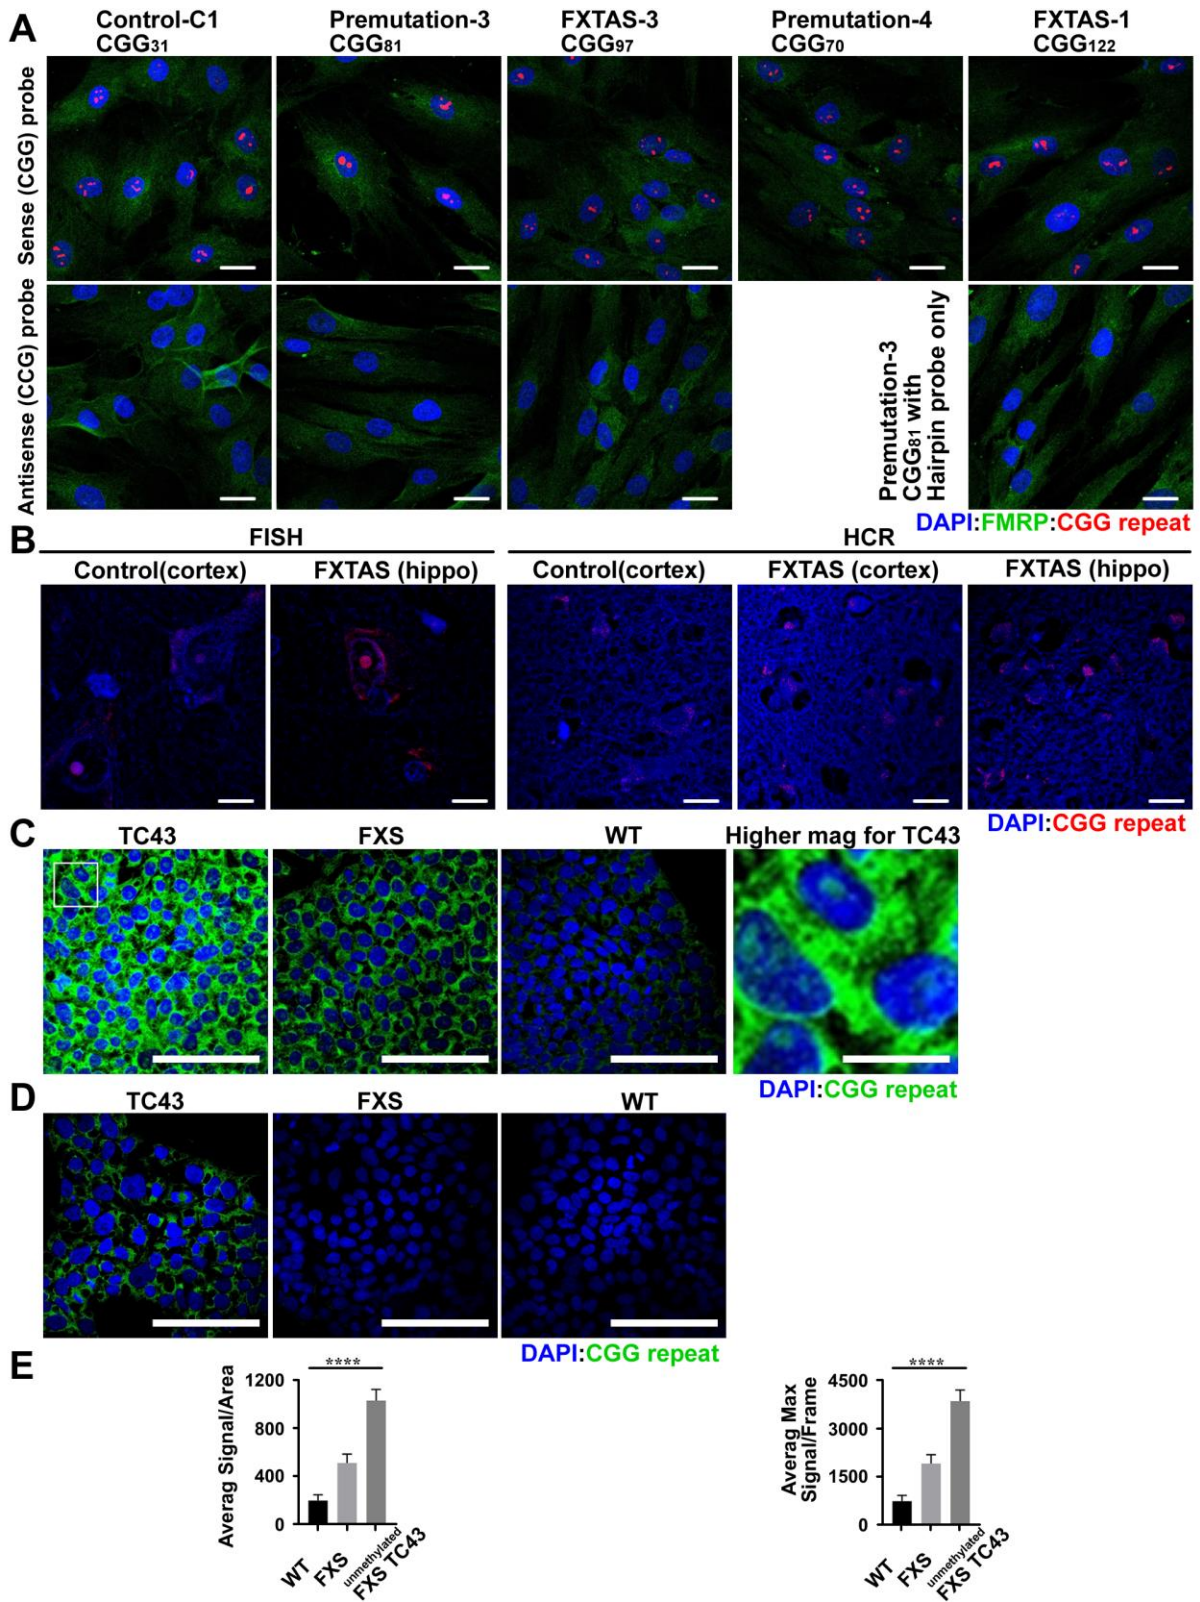 A
Control-C1
CGG31
Premutation-3
CGG81
FXTAS-3
CGG97
Premutation-4
CGG70
FXTAS-1
CGG122
Sense (CGG) probe
Antisense (CCG) probe
Premutation-3
CGG81 with
Hairpin probe only
DAPI:FMRP:CGG repeat
B
FISH
HCR
Control(cortex)
FXTAS (hippo)
Control(cortex)
FXTAS (cortex)
FXTAS (hippo)
DAPI:CGG repeat
C
TC43
FXS
WT
Higher mag for TC43
DAPI:CGG repeat
D
TC43
FXS
WT
DAPI:CGG repeat
E
Averag Signal/Area
1200
800
400
0
****
WT
FXS
unmethylated
FXS TC43
Averag Max
Signal/Frame
4500
3000
1500
0
****
WT
FXS
unmethylated
FXS TC43